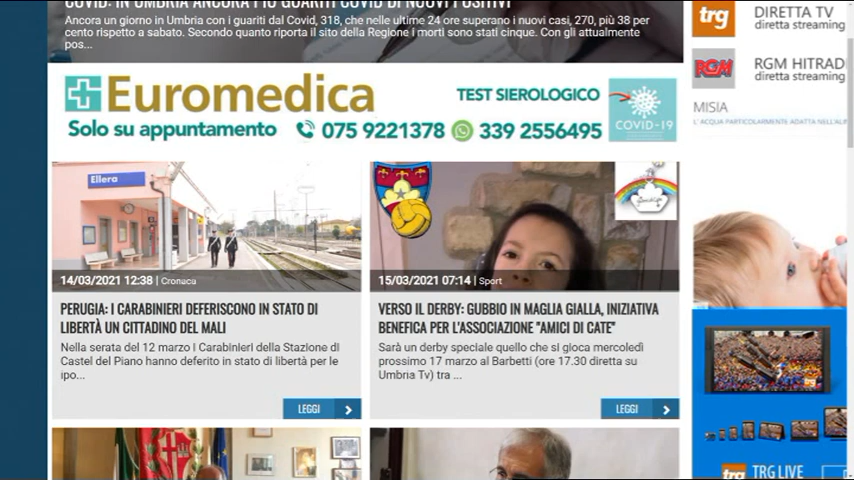 COVID: IN UMBRIA ANCORA PIÙ GUARITI COVID DI NUOVI POSITIVI
Ancora un giorno in Umbria con i guariti dal Covid, 318, che nelle ultime 24 ore superano i nuovi casi, 270, più 38 per
cento rispetto a sabato. Secondo quanto riporta il sito della Regione I morti sono stati cinque. Con gli attualmente
pos...
trg
DIRETTA TV
diretta streaming
RGM
RGM HITRADI
diretta streaming
Euromedica
Solo su appuntamento
075 9221378
339 2556495
TEST SIEROLOGICO
COVID-19
MISIA
L' ACQUA PARTICOLARMENTE ADATTA NELL'ALI
Ellera
14/03/2021 12:38 | Cronaca
PERUGIA: I CARABINIERI DEFERISCONO IN STATO DI
LIBERTÀ UN CITTADINO DEL MALI
Nella serata del 12 marzo I Carabinieri della Stazione di
Castel del Piano hanno deferito in stato di libertà per le
ipo...
LEGGI
15/03/2021 07:14 | Sport
VERSO IL DERBY: GUBBIO IN MAGLIA GIALLA, INIZIATIVA
BENEFICA PER L'ASSOCIAZIONE "AMICI DI CATE"
Sarà un derby speciale quello che si gioca mercoledì
prossimo 17 marzo al Barbetti (ore 17.30 diretta su
Umbria Tv) tra ...
LEGGI
trg
trg
TRG LIVE